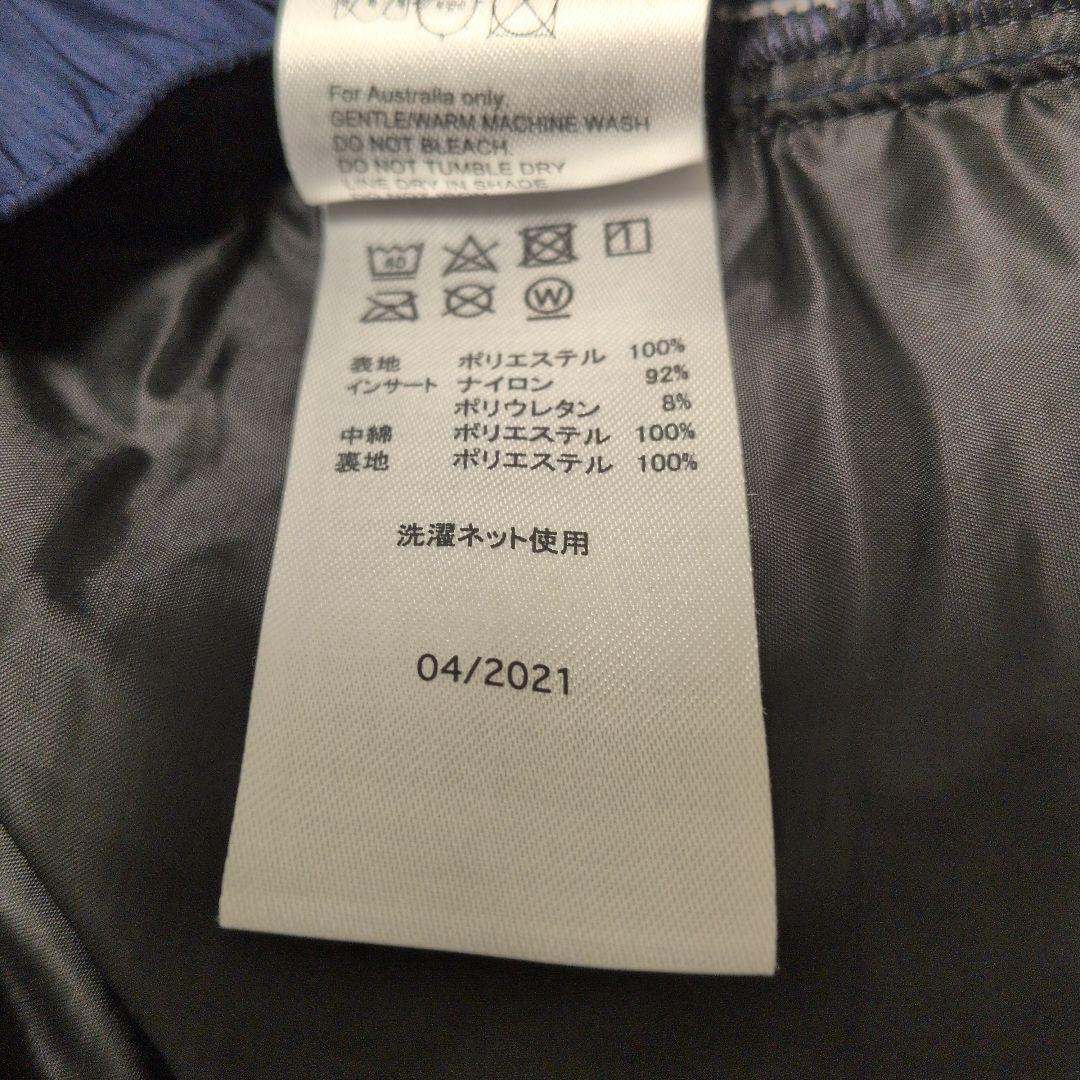 For Australia only.
GENTLE/WARM MACHINE WASH
DO NOT BLEACH.
DO NOT TUMBLE DRY
LINE DRY IN SHADE
DO NOT
40
W
表地 ポリエステル 100%
インサート ナイロン 92%
ポリウレタン 8%
中綿 ポリエステル 100%
裏地 ポリエステル 100%
洗濯ネット使用
04/2021